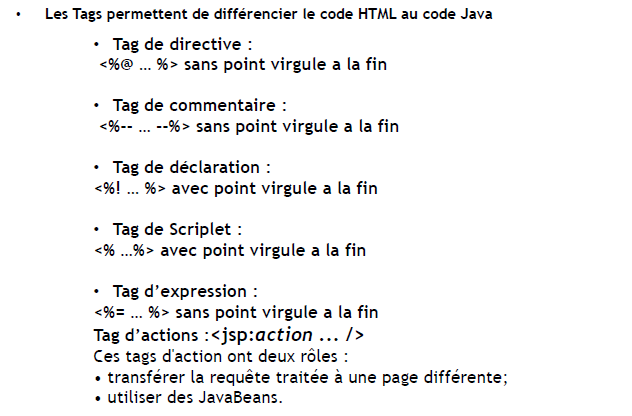 • Les Tags permettent de différencier le code HTML au code Java
• Tag de directive :
<%@ … %> sans point virgule a la fin
• Tag de commentaire :
<%-- … --%> sans point virgule a la fin
• Tag de déclaration :
<%! … %> avec point virgule a la fin
• Tag de Scriplet :
<% …%> avec point virgule a la fin
• Tag d’expression :
<%= … %> sans point virgule a la fin
Tag d’actions :<jsp:action ... />
Ces tags d'action ont deux rôles :
• transférer la requête traitée à une page différente;
• utiliser des JavaBeans.